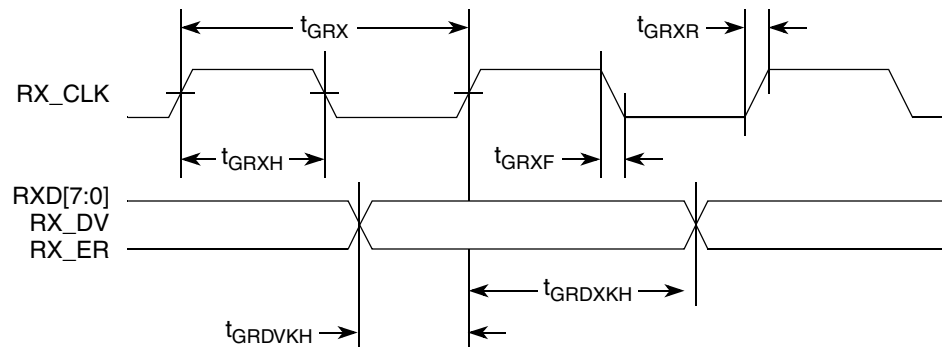 tGRX
tGRXR
RX_CLK
tGRXH
tGRXF
RXD[7:0]
RX_DV
RX_ER
tGRDXKH
tGRDVKH